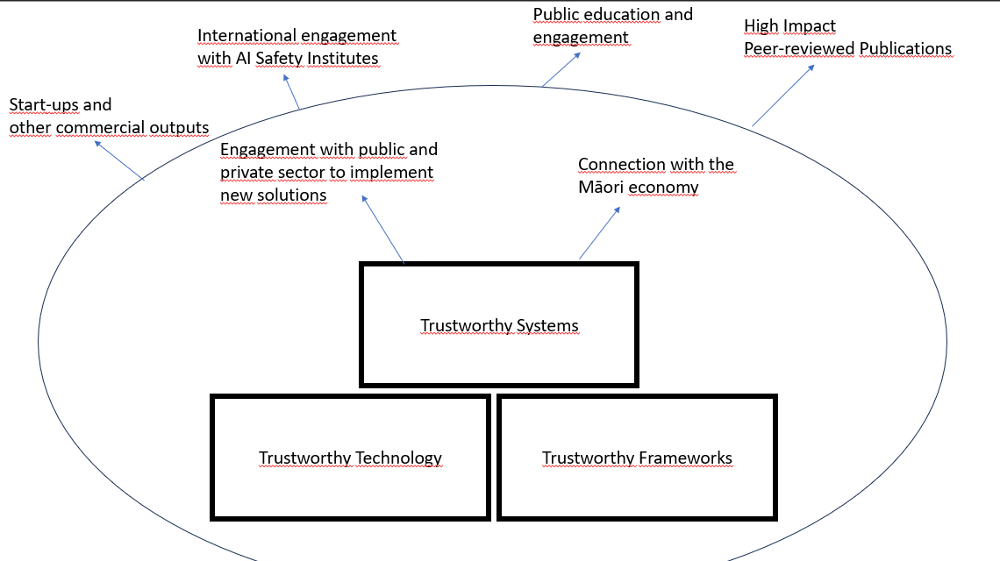 Public education and
engagement
High Impact
Peer-reviewed Publications
International engagement
with AI Safety Institutes
Start-ups and
other commercial outputs
Engagement with public and
private sector to implement
new solutions
Connection with the
Māori economy
Trustworthy Systems
Trustworthy Technology
Trustworthy Frameworks